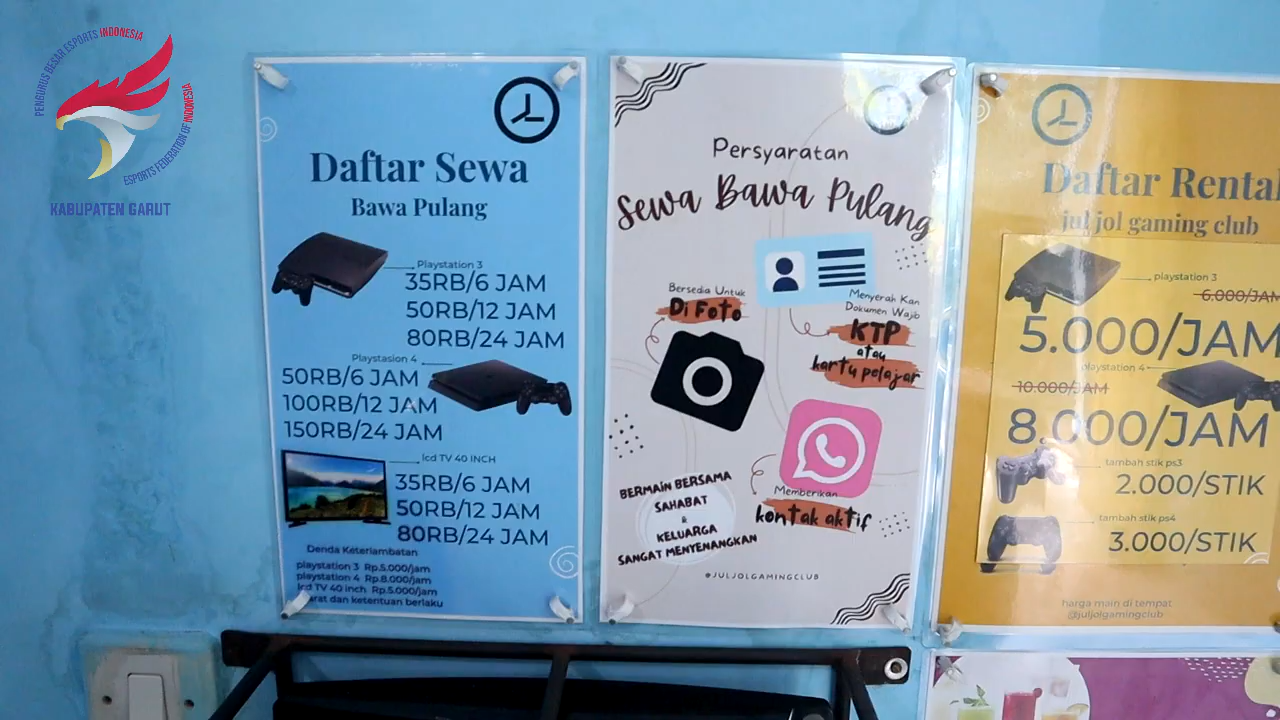 PENGURUS BESAR ESPORTS INDONESIA
ESPORTS FEDERATION OF INDONESIA
KABUPATEN GARUT
Daftar Sewa
Bawa Pulang
Playstation 3
35RB/6 JAM
50RB/12 JAM
80RB/24 JAM
Playstasion 4
50RB/6 JAM
100RB/12 JAM
150RB/24 JAM
lcd TV 40 INCH
35RB/6 JAM
50RB/12 JAM
80RB/24 JAM
Denda Keterlambatan
playstation 3 Rp.5.000/jam
playstation 4 Rp.8.000/jam
lcd TV 40 inch Rp.5.000/jam
dan ketentuan berlaku
Persyaratan
Sewa Bawa Pulang
Bersedia Untuk
Di Foto
Menyerah Kan
Dokumen Wajib
KTP
atau
kartu pelajar
Memberikan
kontak aktif
BERMAIN BERSAMA
SAHABAT
&
KELUARGA
SANGAT MENYENANGKAN
@JULJOLGAMINGCLUB
Daftar Rental
jul jol gaming club
playstation 3
6.000/JAM
5.000/JAM
playstation 4
10.000/JAM
8.000/JAM
tambah stik ps3
2.000/STIK
tambah stik ps4
3.000/STIK
harga main di tempat
@juljolgamingclub